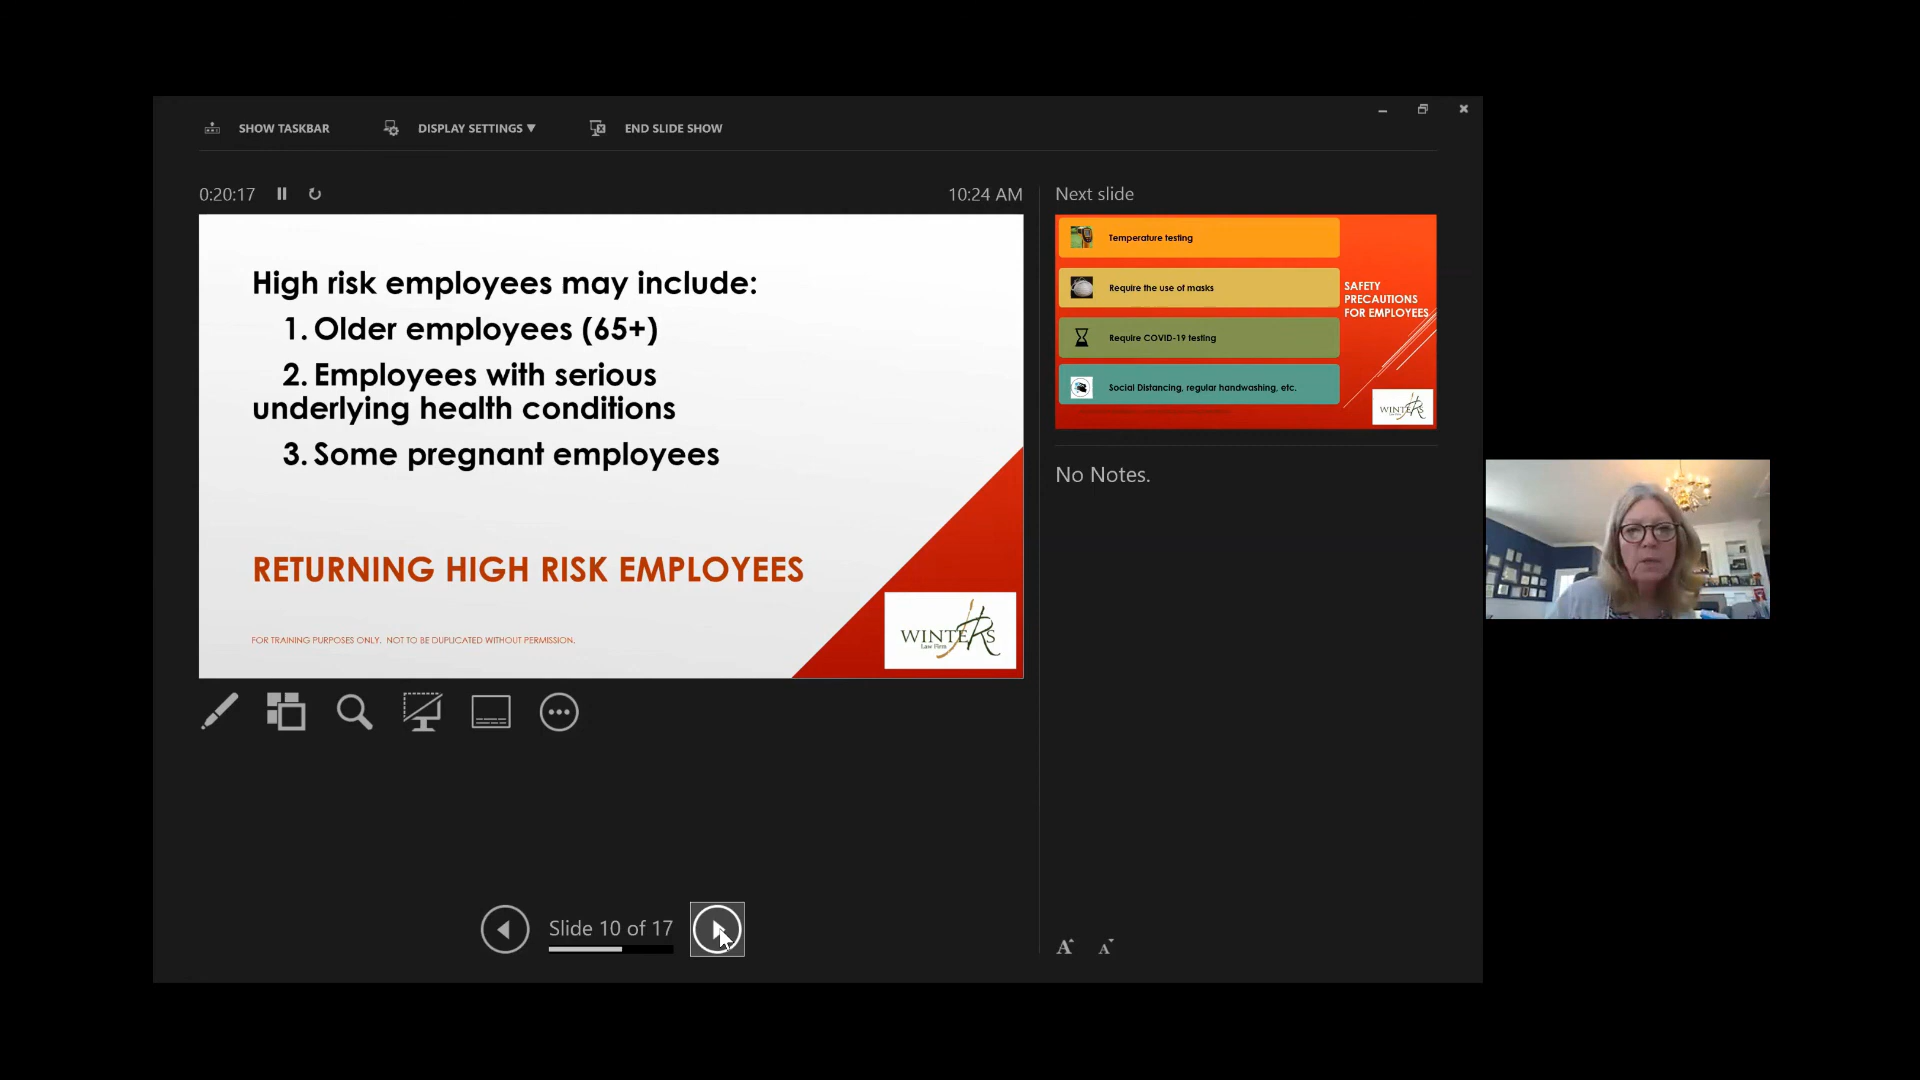 SHOW TASKBAR
DISPLAY SETTINGS ▼
END SLIDE SHOW
0:20:17
10:24 AM
High risk employees may include:
1. Older employees (65+)
2. Employees with serious
underlying health conditions
3. Some pregnant employees
RETURNING HIGH RISK EMPLOYEES
FOR TRAINING PURPOSES ONLY. NOT TO BE DUPLICATED WITHOUT PERMISSION.
WINTERS
Law Firm
Next slide
Temperature testing
Require the use of masks
Require COVID-19 testing
Social Distancing, regular handwashing, etc.
SAFETY
PRECAUTIONS
FOR EMPLOYEES
WINTERS
No Notes.
Slide 10 of 17
A
A